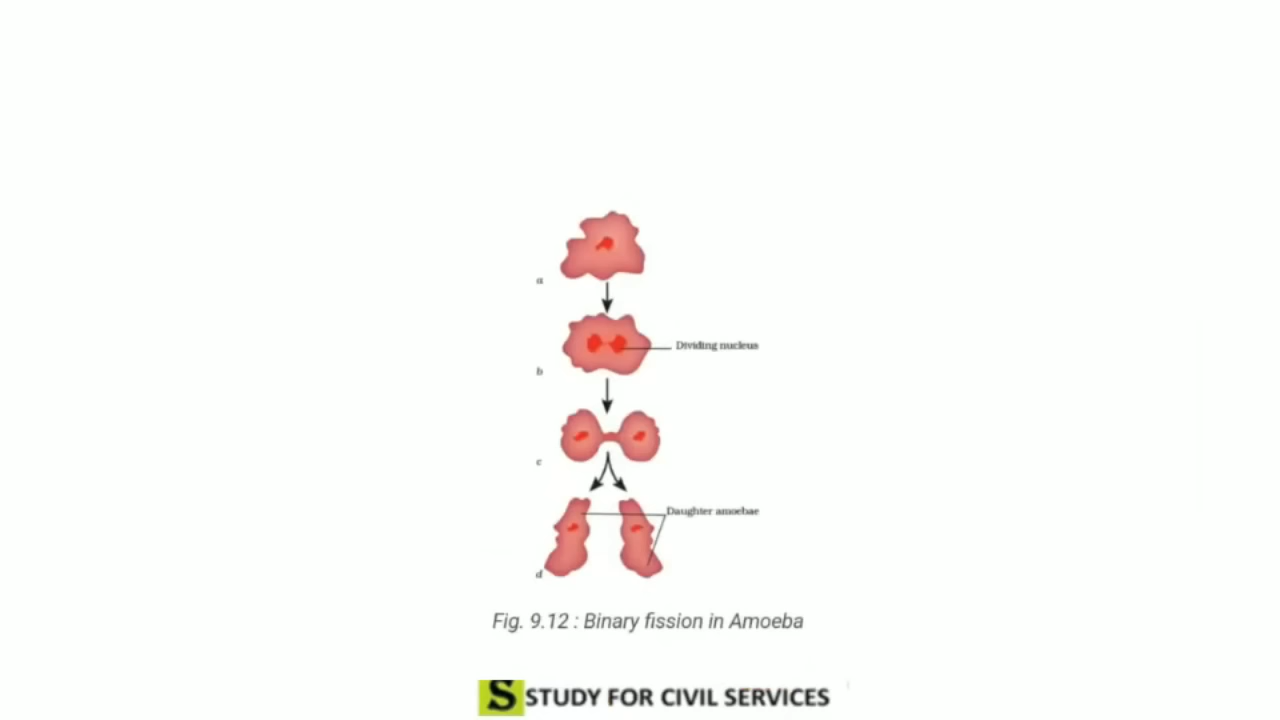 a
Dividing nucleus
b
c
Daughter amoebae
d
Fig. 9.12 : Binary fission in Amoeba
S STUDY FOR CIVIL SERVICES